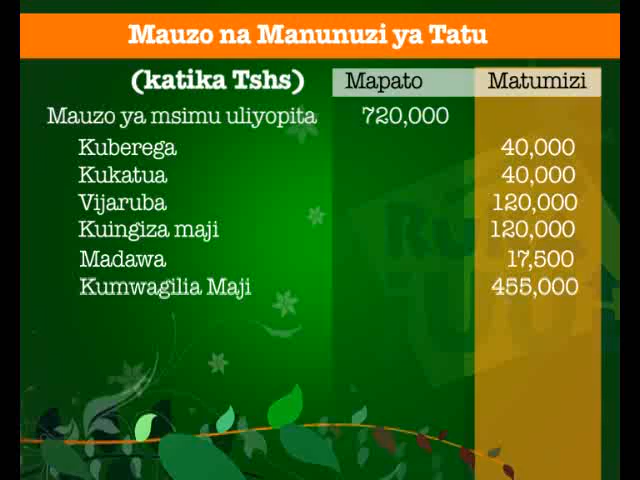 Mauzo na Manunuzi ya Tatu
(katika Tshs) Mapato Matumizi
Mauzo ya msimu uliyopita 720,000
Kuberega 40,000
Kukatua 40,000
Vijaruba 120,000
Kuingiza maji 120,000
Madawa 17,500
Kumwagilia Maji 455,000